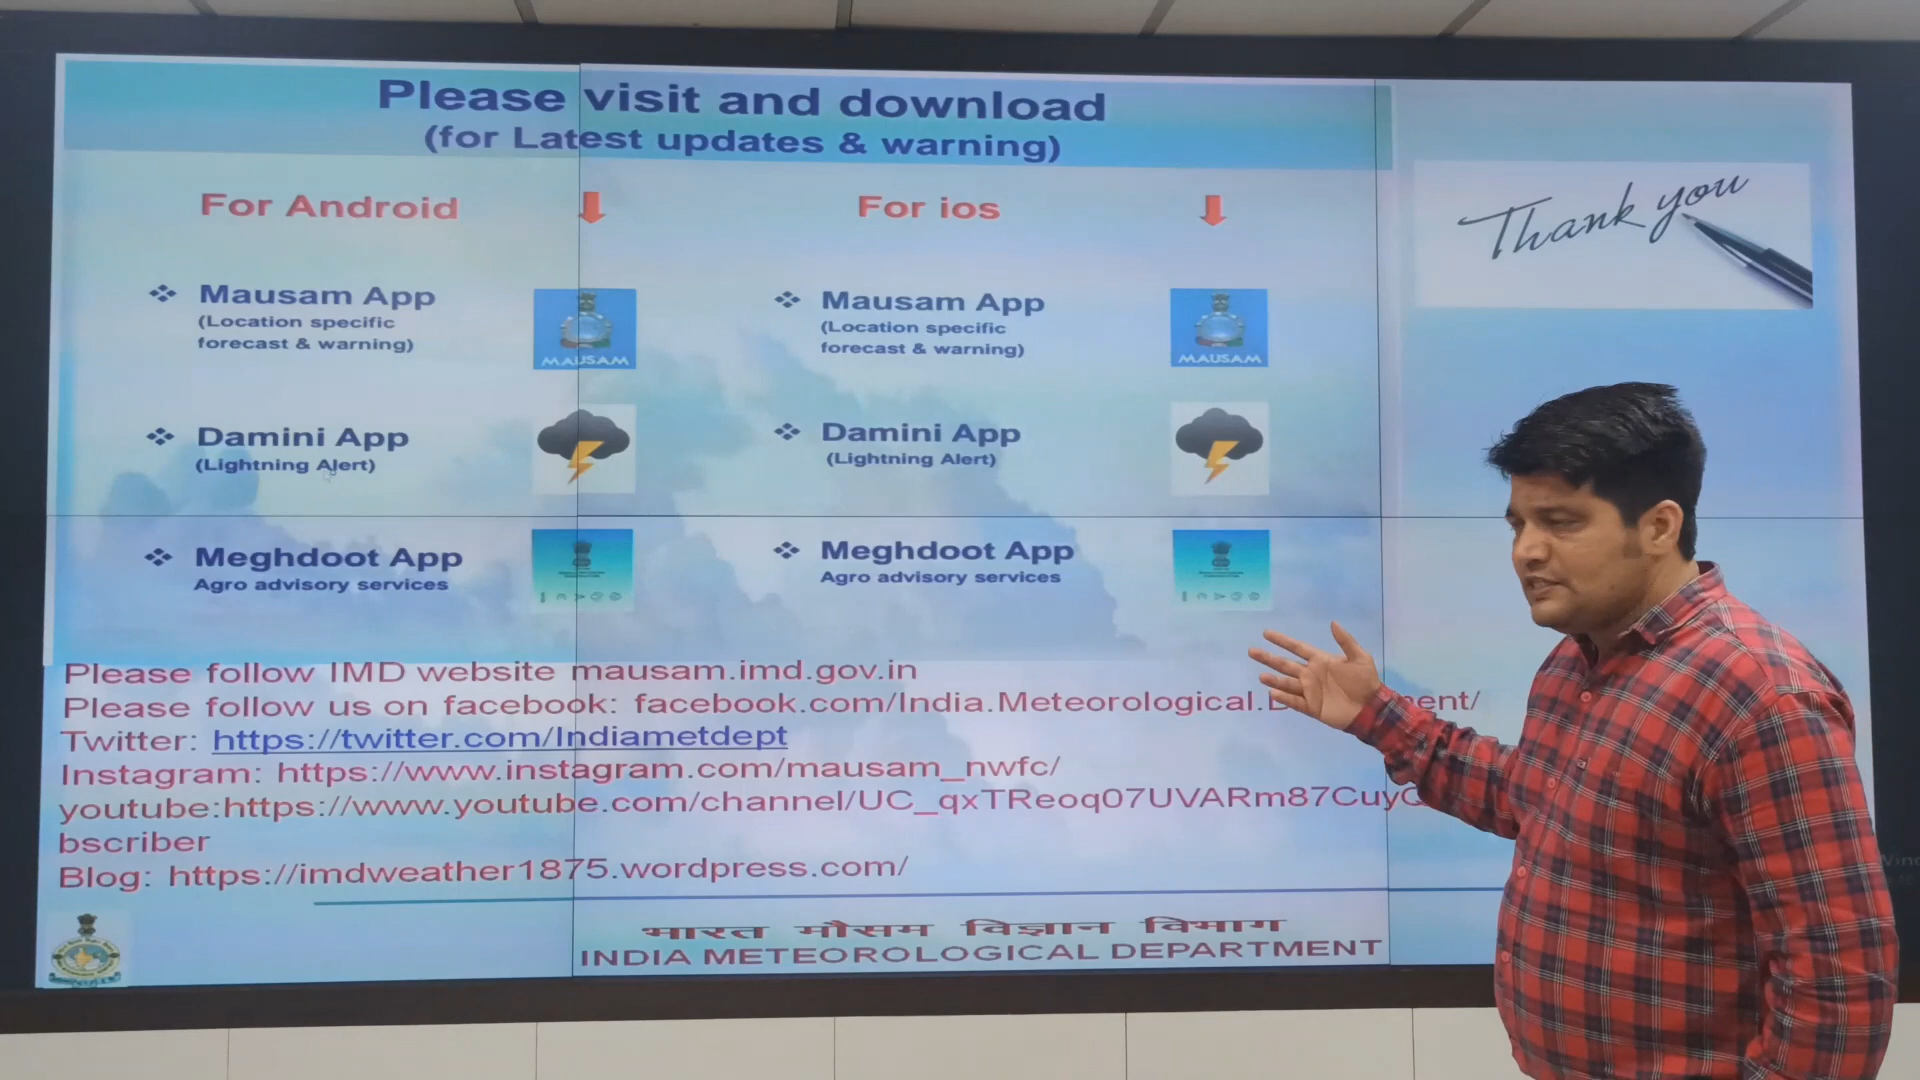 Please visit and download
(for Latest updates & warning)
For Android
For ios
Thank you
Mausam App
(Location specific
forecast & warning)
MAUSAM
Mausam App
(Location specific
forecast & warning)
MAUSAM
Damini App
(Lightning Alert)
Damini App
(Lightning Alert)
Meghdoot App
Agro advisory services
Meghdoot App
Agro advisory services
Please follow IMD website mausam.imd.gov.in
Please follow us on facebook: facebook.com/India.Meteorological.
Twitter: https://twitter.com/Indiametdept
Instagram: https://www.instagram.com/mausam_nwfc/
youtube:https://www.youtube.com/channel/UC_qxTReoq07UVARm87Cuy
bscriber
Blog: https://imdweather1875.wordpress.com/
भारत मौसम विज्ञान विभाग
INDIA METEOROLOGICAL DEPARTMENT